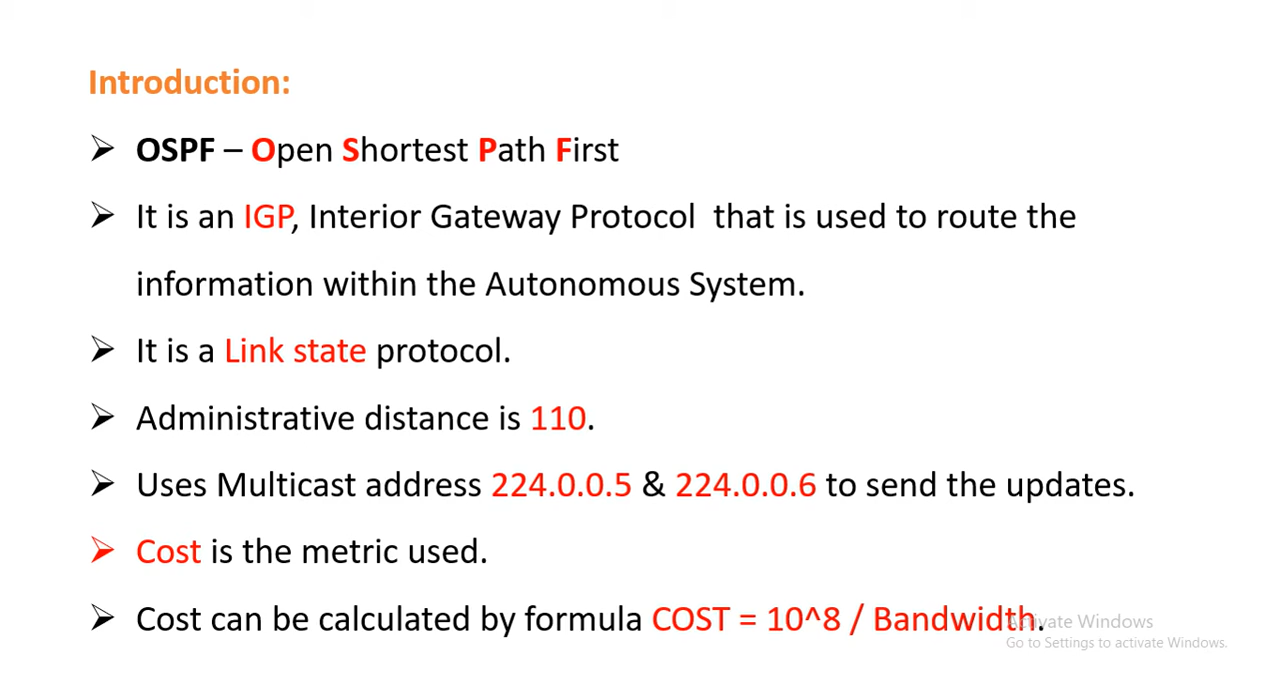 Introduction:
➢ OSPF – Open Shortest Path First
➢ It is an IGP, Interior Gateway Protocol that is used to route the
information within the Autonomous System.
➢ It is a Link state protocol.
➢ Administrative distance is 110.
➢ Uses Multicast address 224.0.0.5 & 224.0.0.6 to send the updates.
➢ Cost is the metric used.
➢ Cost can be calculated by formula COST = 10^8 / Bandwidth.
Activate Windows
Go to Settings to activate Windows.